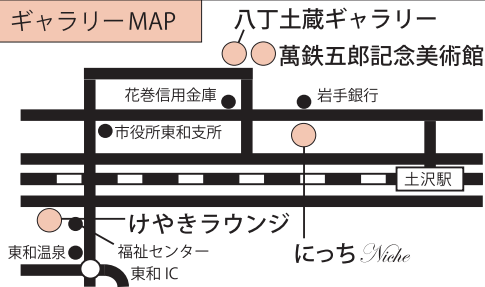 ギャラリーMAP
八丁土蔵ギャラリー
萬鉄五郎記念美術館
花巻信用金庫
岩手銀行
市役所東和支所
土沢駅
けやきラウンジ
にっち Niche
東和温泉
福祉センター
東和IC